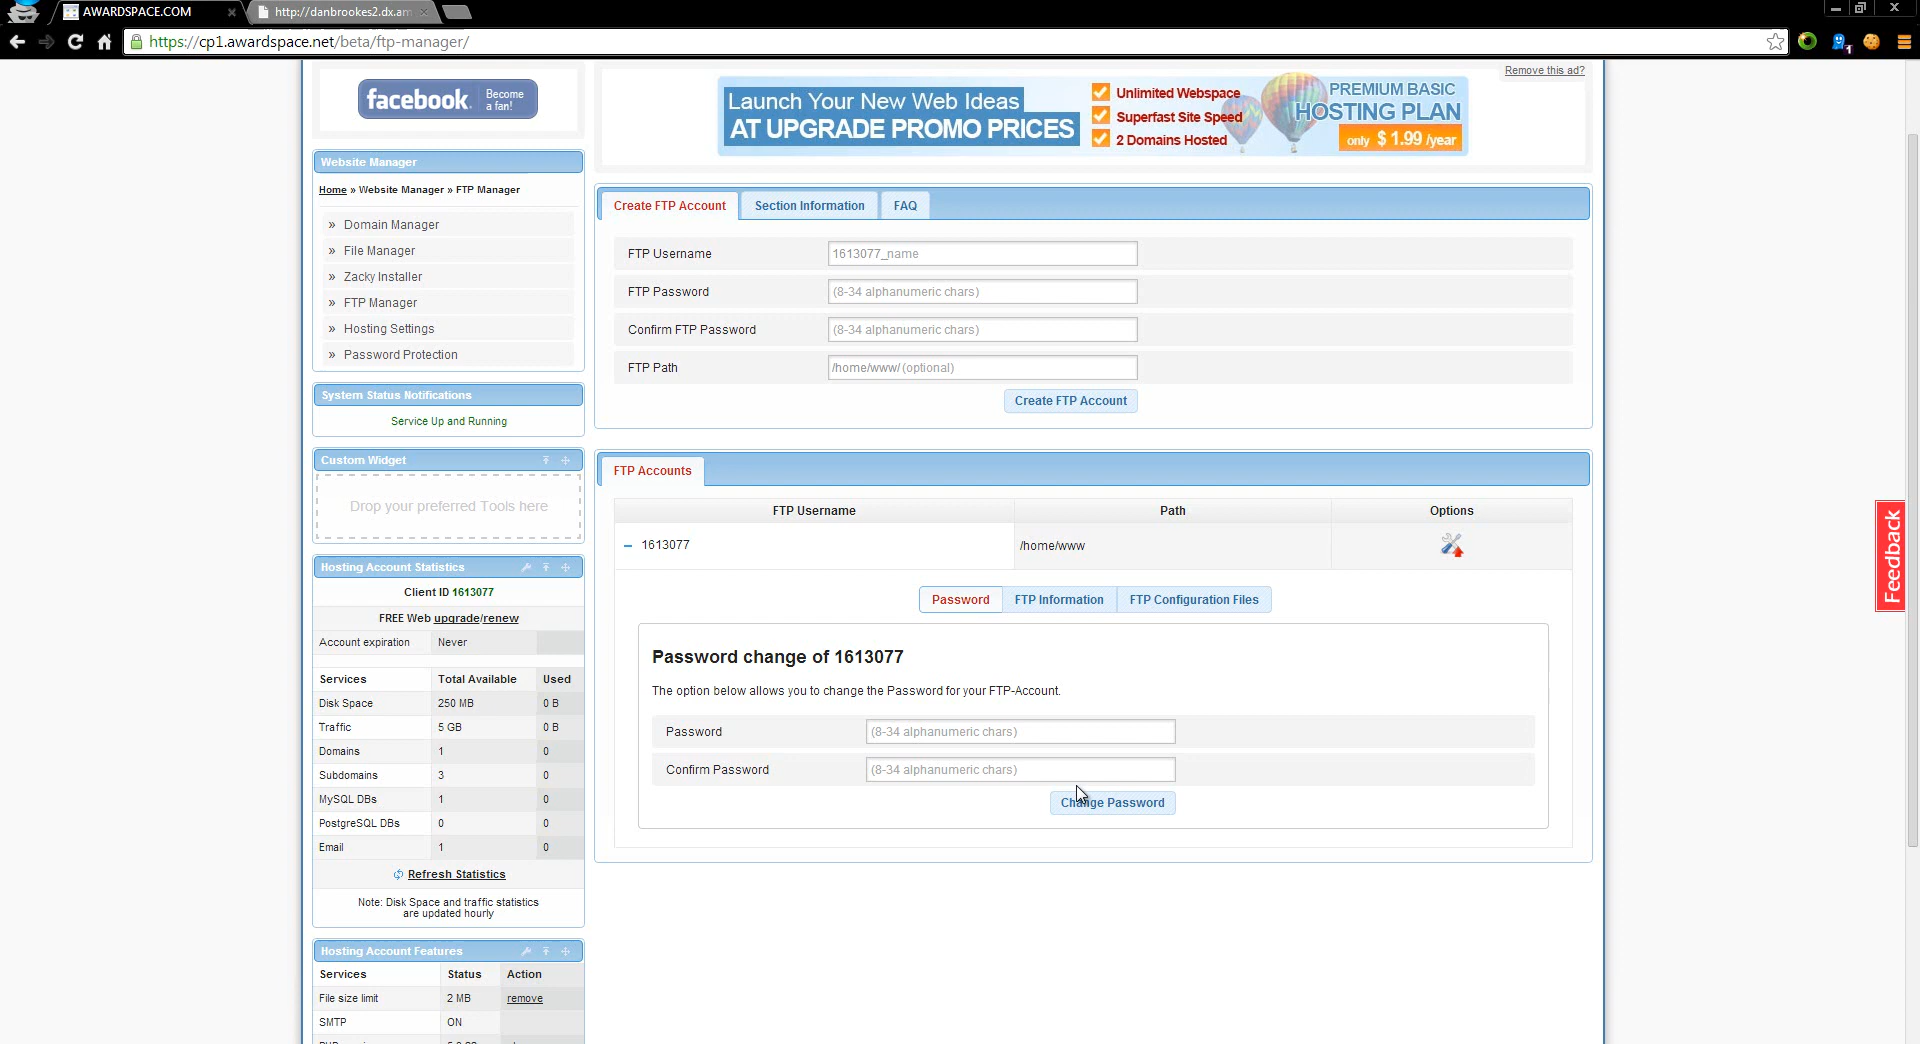 AWARDSPACE.COM
http://danbrookes2.dx.am
https://cp1.awardspace.net/beta/ftp-manager/
facebook. Become a fan!
Remove this ad?
Launch Your New Web Ideas
AT UPGRADE PROMO PRICES
Unlimited Webspace
Superfast Site Speed
2 Domains Hosted
PREMIUM BASIC
HOSTING PLAN
only $ 1.99 /year
Website Manager
Home » Website Manager » FTP Manager
» Domain Manager
» File Manager
» Zacky Installer
» FTP Manager
» Hosting Settings
» Password Protection
System Status Notifications
Service Up and Running
Custom Widget
Drop your preferred Tools here
Hosting Account Statistics
Client ID 1613077
FREE Web upgrade/renew
Account expiration Never
Services Total Available Used
Disk Space 250 MB 0 B
Traffic 5 GB 0 B
Domains 1 0
Subdomains 3 0
MySQL DBs 1 0
PostgreSQL DBs 0 0
Email 1 0
Refresh Statistics
Note: Disk Space and traffic statistics
are updated hourly
Hosting Account Features
Services Status Action
File size limit 2 MB remove
SMTP ON
Create FTP Account Section Information FAQ
FTP Username 1613077_name
FTP Password (8-34 alphanumeric chars)
Confirm FTP Password (8-34 alphanumeric chars)
FTP Path /home/www/ (optional)
Create FTP Account
FTP Accounts
FTP Username Path Options
1613077 /home/www
Password FTP Information FTP Configuration Files
Password change of 1613077
The option below allows you to change the Password for your FTP-Account.
Password (8-34 alphanumeric chars)
Confirm Password (8-34 alphanumeric chars)
Change Password
Feedback